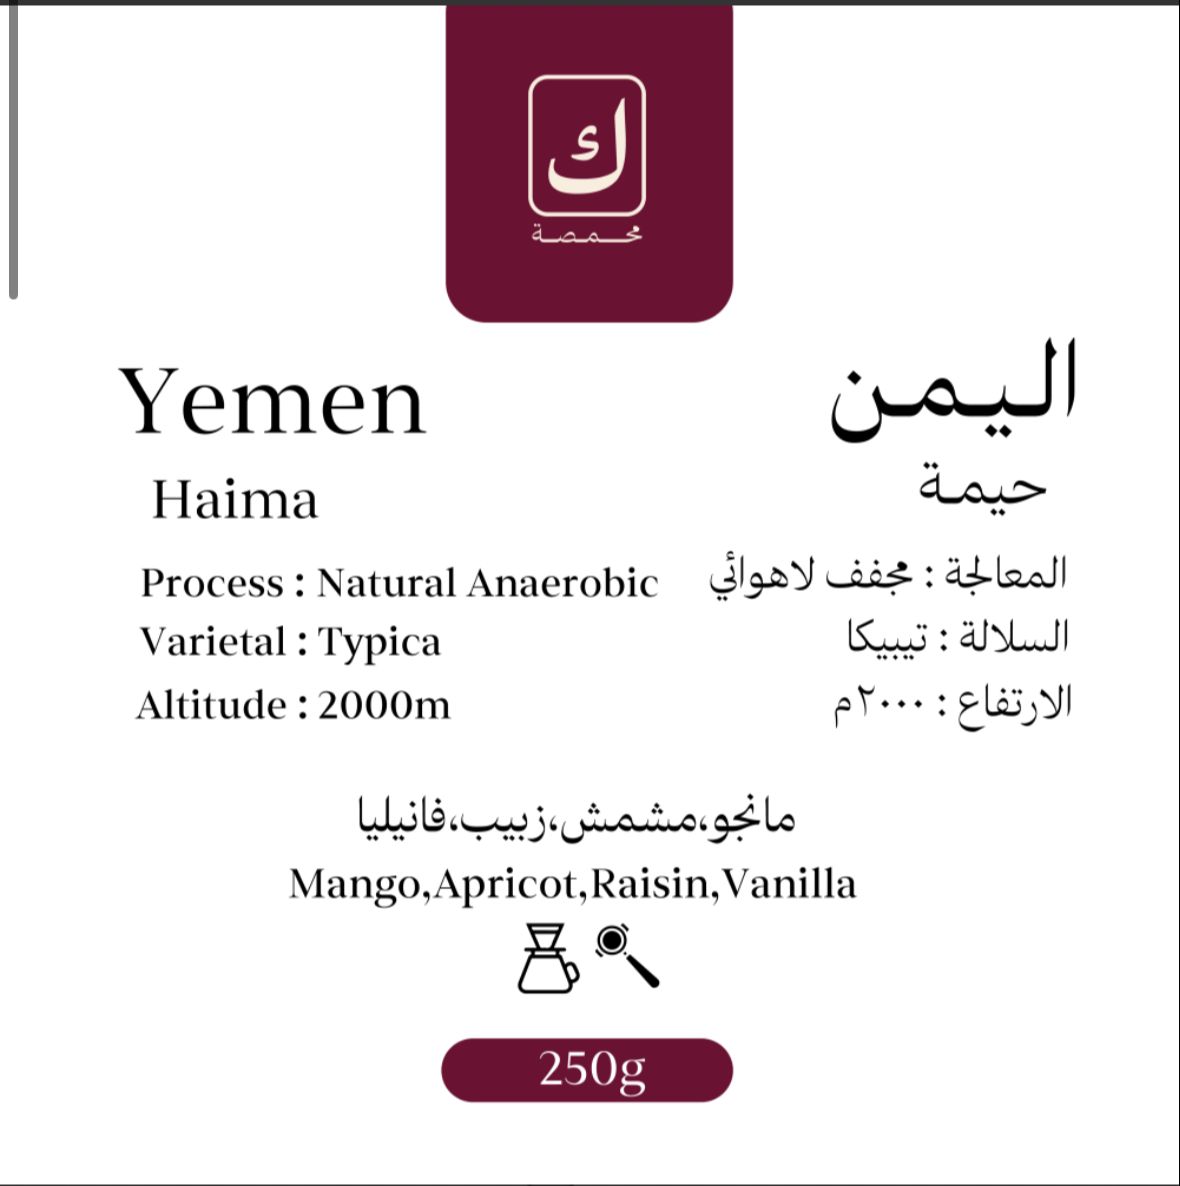 ك
محمصة
Yemen
اليمن
Haima
حيمة
Process : Natural Anaerobic
المعالجة : مجفف لاهوائي
Varietal : Typica
السلالة : تيبيكا
Altitude : 2000m
الارتفاع : ٢٠٠٠م
مانجو،مشمش،زبيب،فانيليا
Mango,Apricot,Raisin,Vanilla
250g